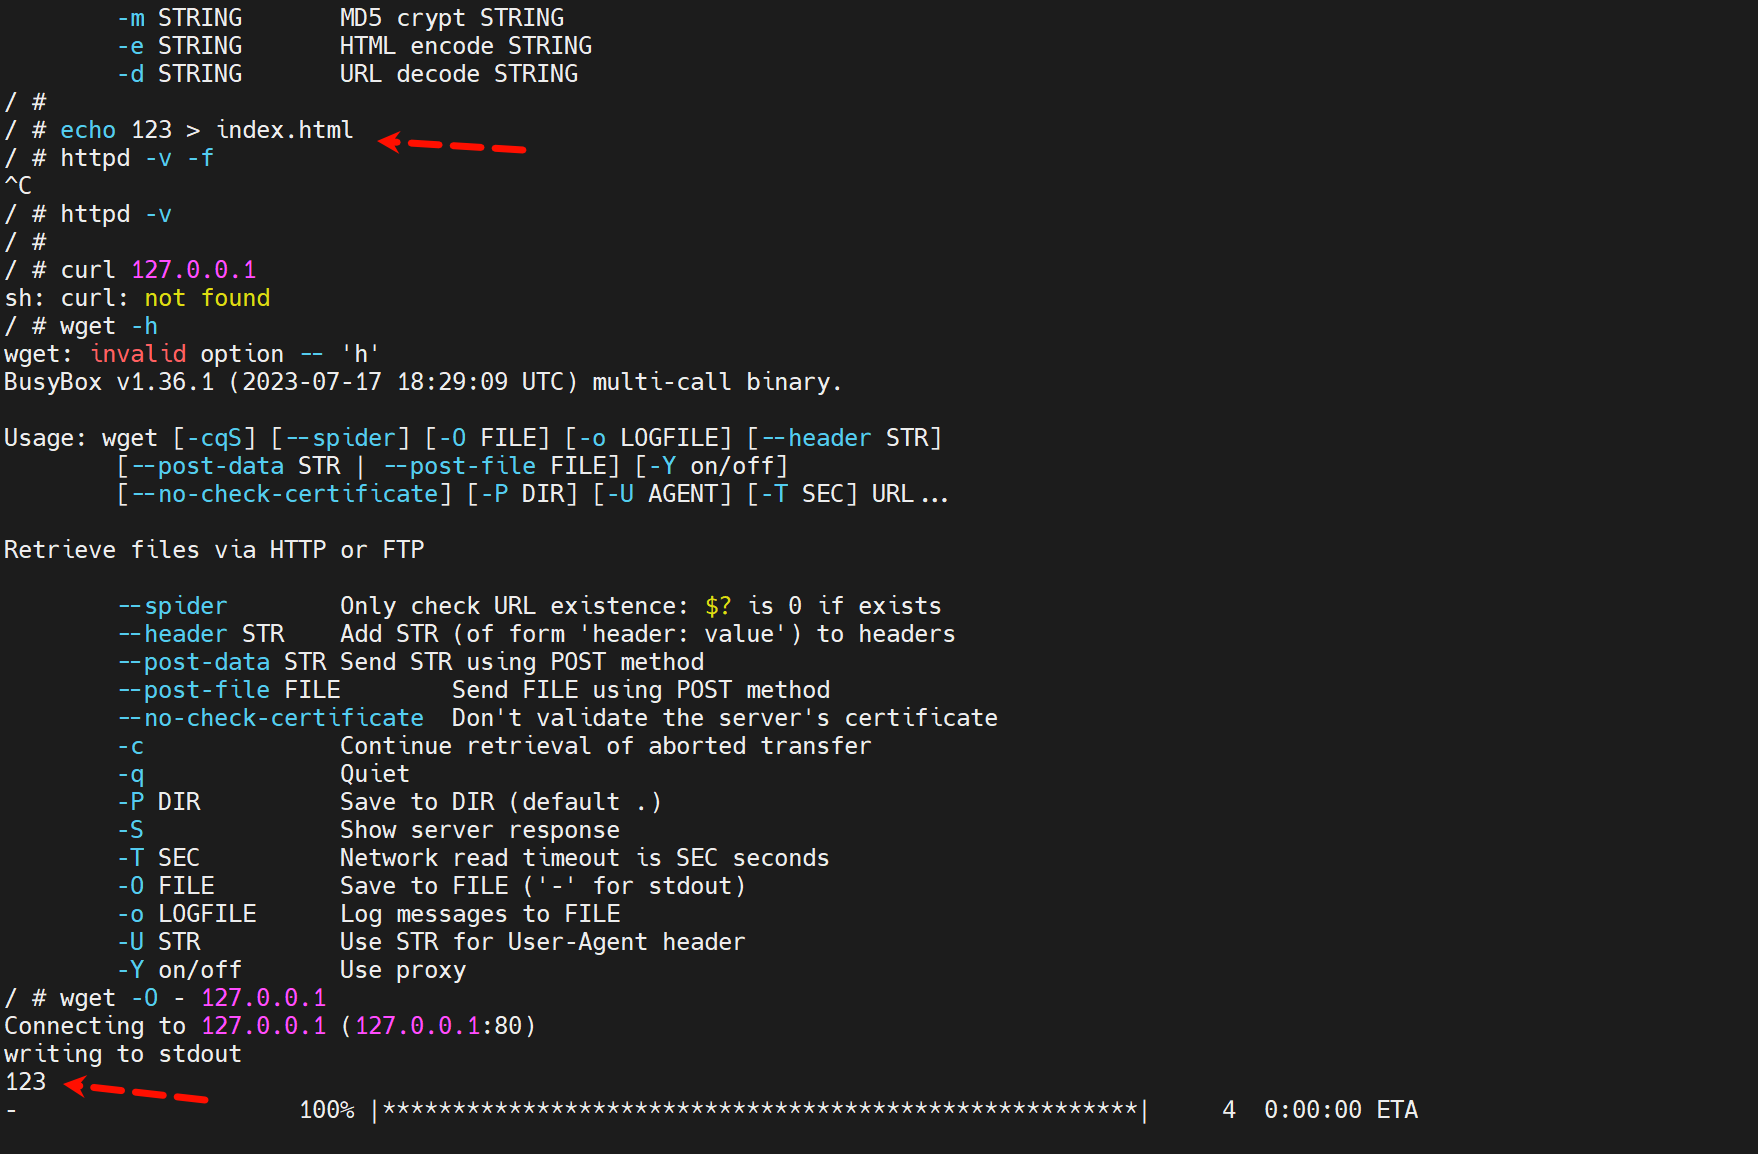 -m STRING       MD5 crypt STRING
-e STRING       HTML encode STRING
-d STRING       URL decode STRING
/ #
/ # echo 123 > index.html
/ # httpd -v -f
^C
/ # httpd -v
/ #
/ # curl 127.0.0.1
sh: curl: not found
/ # wget -h
wget: invalid option -- 'h'
BusyBox v1.36.1 (2023-07-17 18:29:09 UTC) multi-call binary.
Usage: wget [-cqS] [--spider] [-O FILE] [-o LOGFILE] [--header STR]
[--post-data STR | --post-file FILE] [-Y on/off]
[--no-check-certificate] [-P DIR] [-U AGENT] [-T SEC] URL...
Retrieve files via HTTP or FTP
--spider        Only check URL existence: $? is 0 if exists
--header STR    Add STR (of form 'header: value') to headers
--post-data STR Send STR using POST method
--post-file FILE        Send FILE using POST method
--no-check-certificate  Don't validate the server's certificate
-c              Continue retrieval of aborted transfer
-q              Quiet
-P DIR          Save to DIR (default .)
-S              Show server response
-T SEC          Network read timeout is SEC seconds
-O FILE         Save to FILE ('-' for stdout)
-o LOGFILE      Log messages to FILE
-U STR          Use STR for User-Agent header
-Y on/off       Use proxy
/ # wget -O - 127.0.0.1
Connecting to 127.0.0.1 (127.0.0.1:80)
writing to stdout
123
-                    100% |******************************************************|     4  0:00:00 ETA